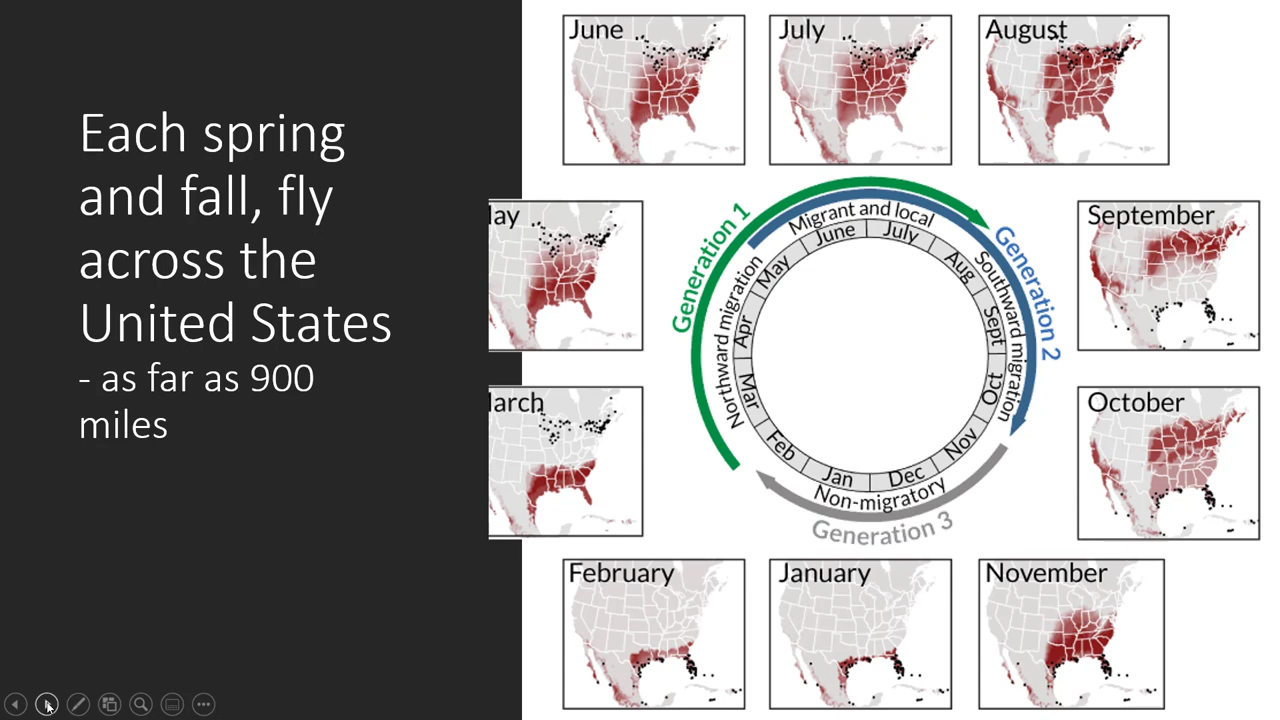 Each spring
and fall, fly
across the
United States
- as far as 900
miles
June
July
August
May
September
March
October
February
January
November
Generation 1
Generation 2
Generation 3
Migrant and local
Northward migration
Southward migration
Non-migratory
Jan
Feb
Mar
Apr
May
June
July
Aug
Sept
Oct
Nov
Dec